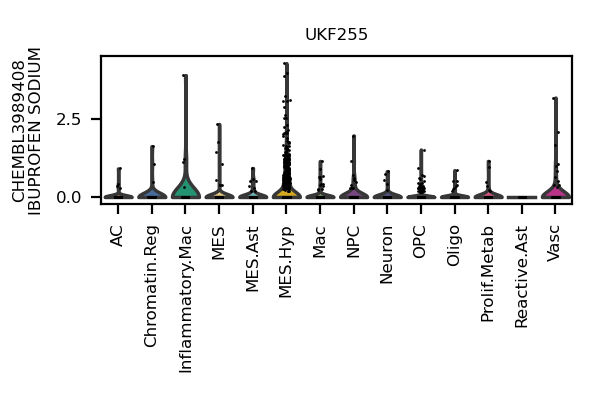 UKF255
CHEMBL3989408
IBUPROFEN SODIUM
2.5
0.0
AC
Chromatin.Reg
Inflammatory.Mac
MES
MES.Ast
MES.Hyp
Mac
NPC
Neuron
OPC
Oligo
Prolif.Metab
Reactive.Ast
Vasc